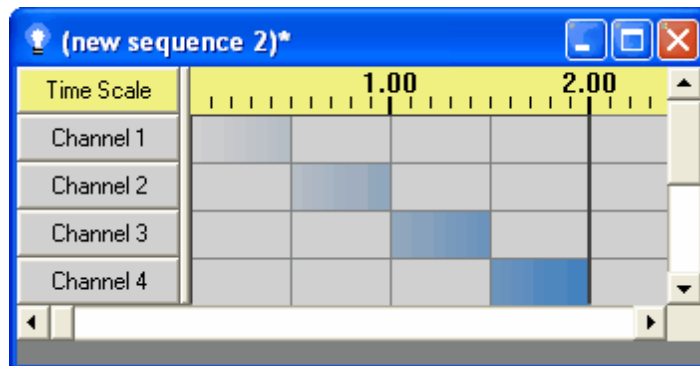 (new sequence 2)*
Time Scale 1.00 2.00
Channel 1
Channel 2
Channel 3
Channel 4